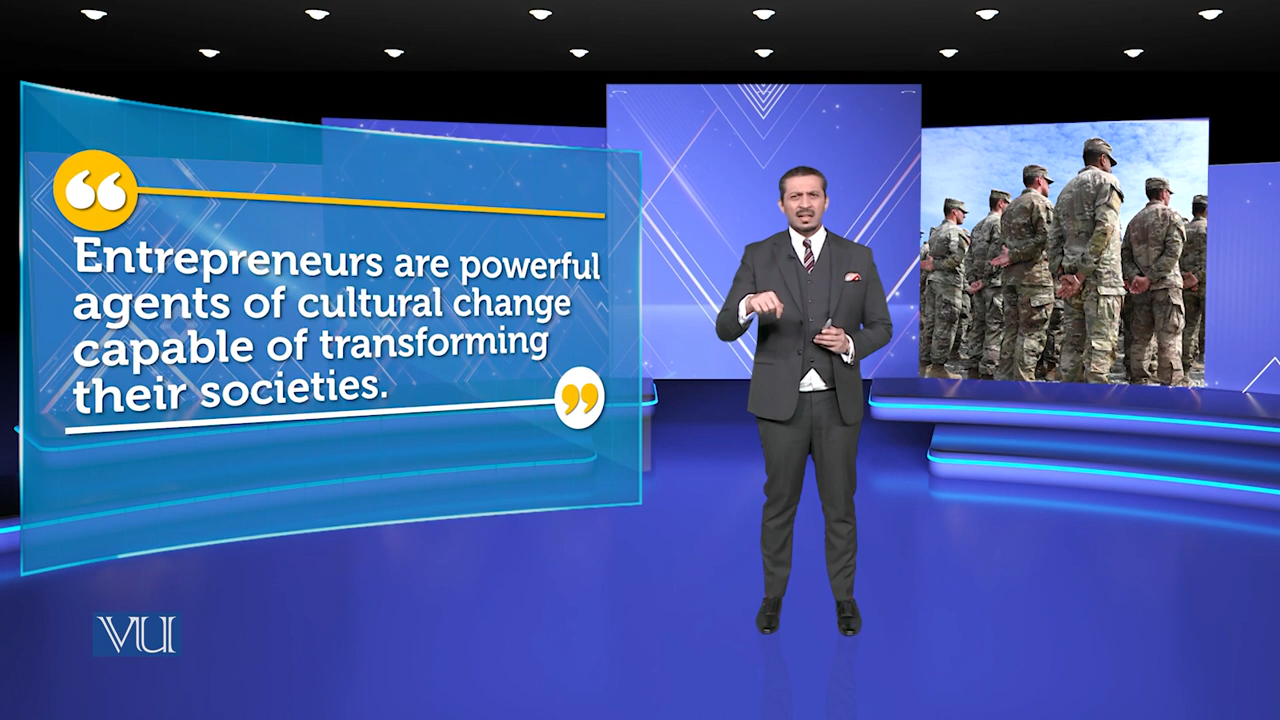 Entrepreneurs are powerful
agents of cultural change
capable of transforming
their societies.
VU